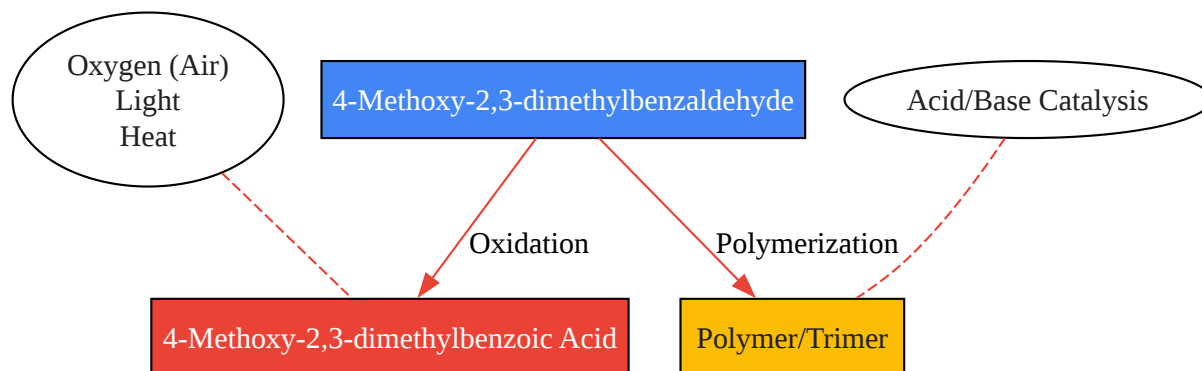 Oxygen (Air)
Light
Heat
4-Methoxy-2,3-dimethylbenzaldehyde
Acid/Base Catalysis
Oxidation
Polymerization
4-Methoxy-2,3-dimethylbenzoic Acid
Polymer/Trimer